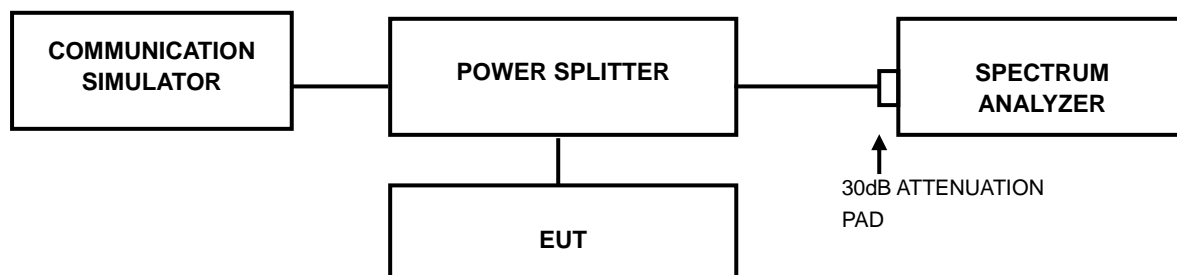 COMMUNICATION
SIMULATOR
POWER SPLITTER
SPECTRUM
ANALYZER
30dB ATTENUATION
PAD
EUT